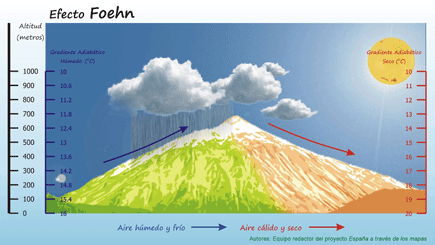 Efecto Foehn
Altitud
(metros)
Gradiente Adiabático
Húmedo (°C)
Gradiente Adiabático
Seco (°C)
1000 10 10
900 10.6 11
800 11.2 12
700 11.8 13
600 12.4 14
500 13 15
400 13.6 16
300 14.2 17
200 14.8 18
100 15.4 19
0 16 20
Aire húmedo y frío Aire cálido y seco
Autores: Equipo redactor del proyecto España a través de los mapas